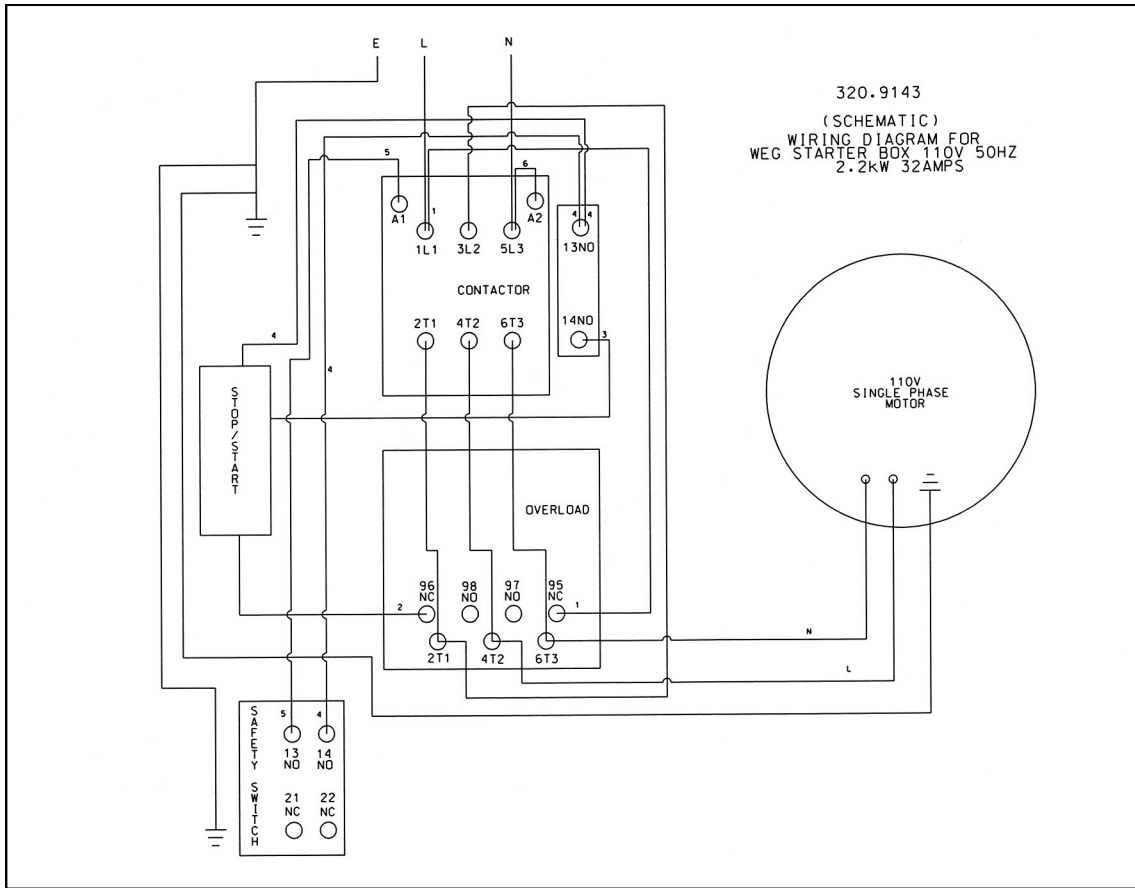 E L N
320.9143
(SCHEMATIC)
WIRING DIAGRAM FOR
WEG STARTER BOX 110V 50HZ
2.2kW 32AMPS
5
6
1
4 4
A1
A2
1L1 3L2 5L3
13NO
CONTACTOR
2T1 4T2 6T3
14NO
3
4
4
STOP/START
110V
SINGLE PHASE
MOTOR
OVERLOAD
96
NC
98
NO
97
NO
95
NC
2
1
2T1 4T2 6T3
N
L
SAFETY SWITCH
5
4
13
NO
14
NO
21
NC
22
NC